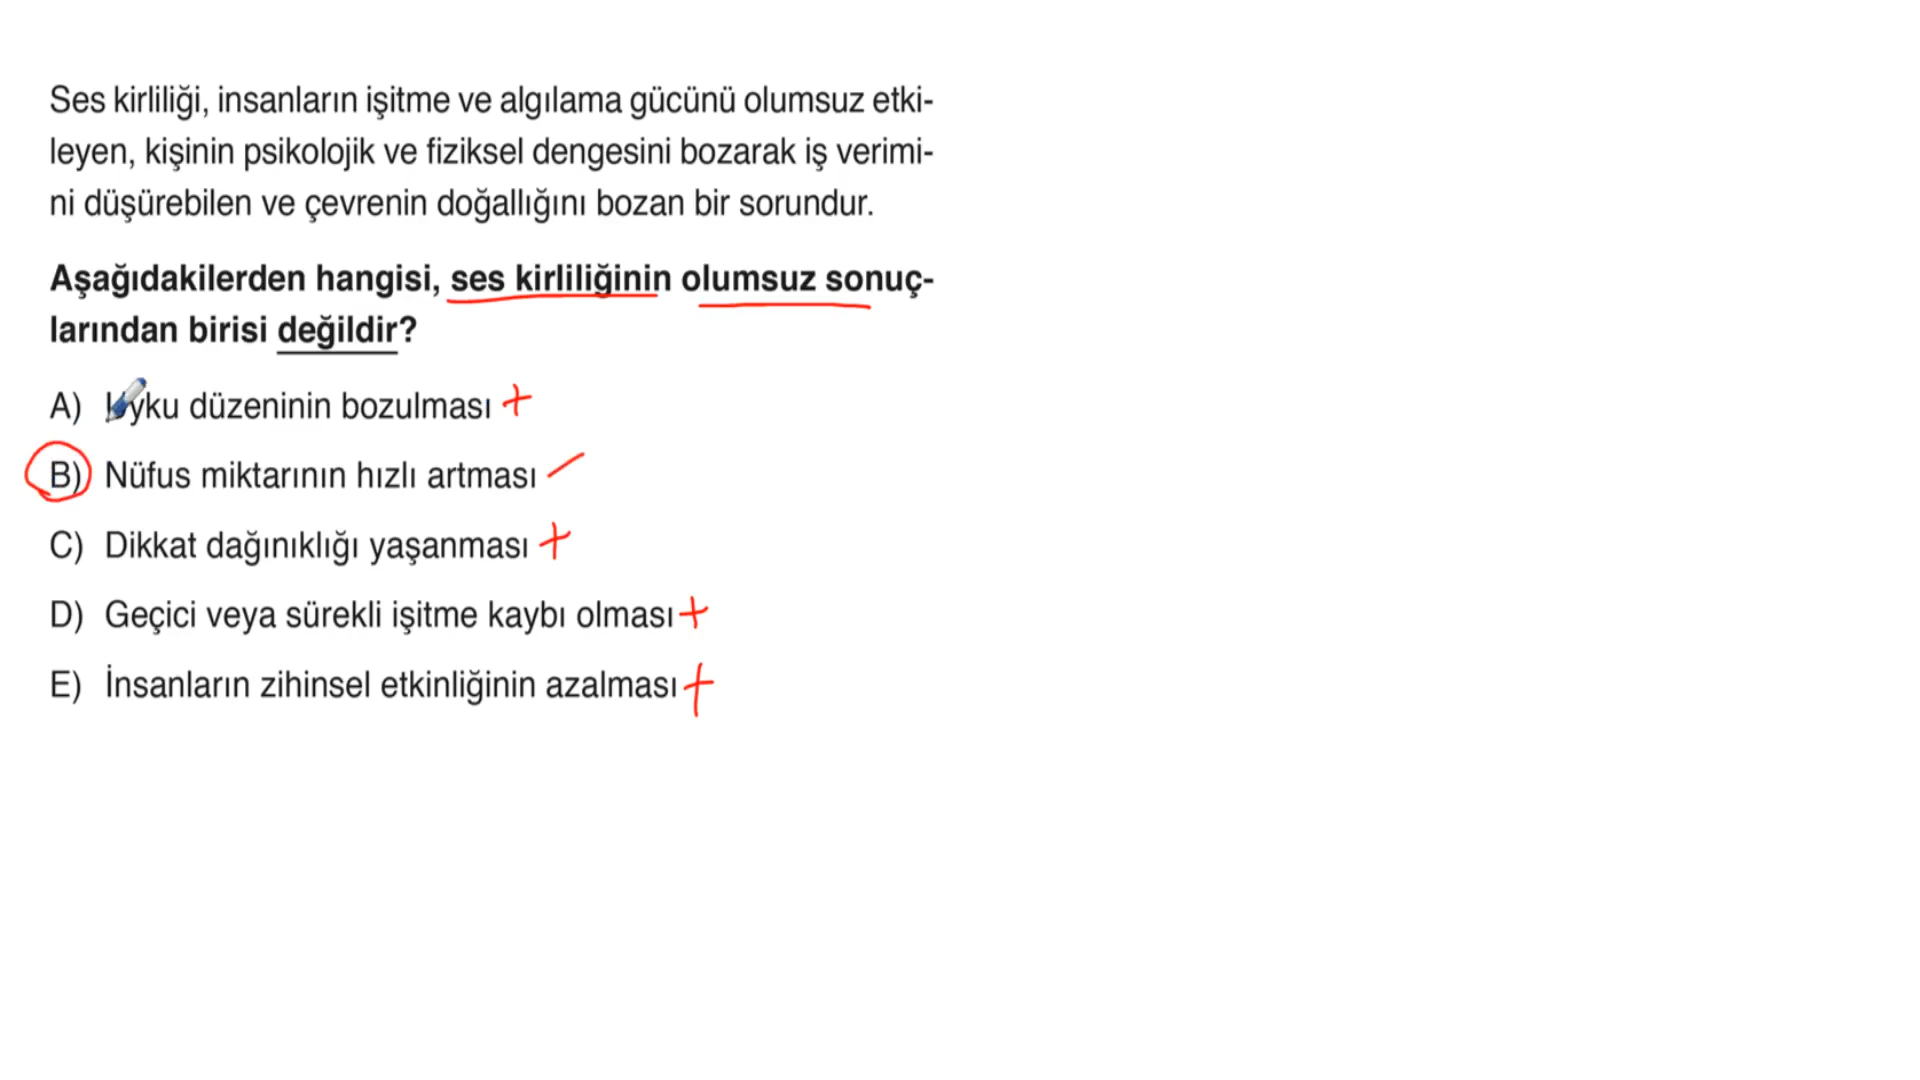 Ses kirliliği, insanların işitme ve algılama gücünü olumsuz etki-
leyen, kişinin psikolojik ve fiziksel dengesini bozarak iş verimi-
ni düşürebilen ve çevrenin doğallığını bozan bir sorundur.
Aşağıdakilerden hangisi, ses kirliliğinin olumsuz sonuç-
larından birisi değildir?
A) Uyku düzeninin bozulması +
B) Nüfus miktarının hızlı artması -
C) Dikkat dağınıklığı yaşanması +
D) Geçici veya sürekli işitme kaybı olması +
E) İnsanların zihinsel etkinliğinin azalması +